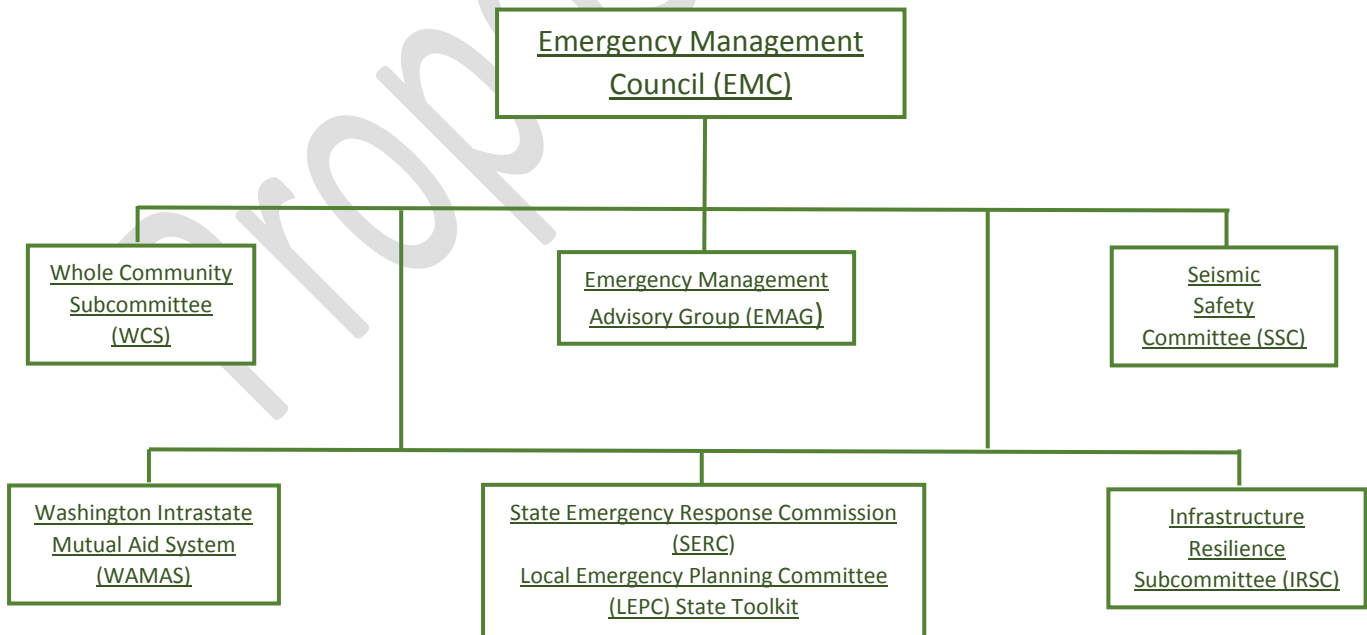 Emergency Management
Council (EMC)
Whole Community
Subcommittee
(WCS)
Emergency Management
Advisory Group (EMAG)
Seismic
Safety
Committee (SSC)
Washington Intrastate
Mutual Aid System
(WAMAS)
State Emergency Response Commission
(SERC)
Local Emergency Planning Committee
(LEPC) State Toolkit
Infrastructure
Resilience
Subcommittee (IRSC)